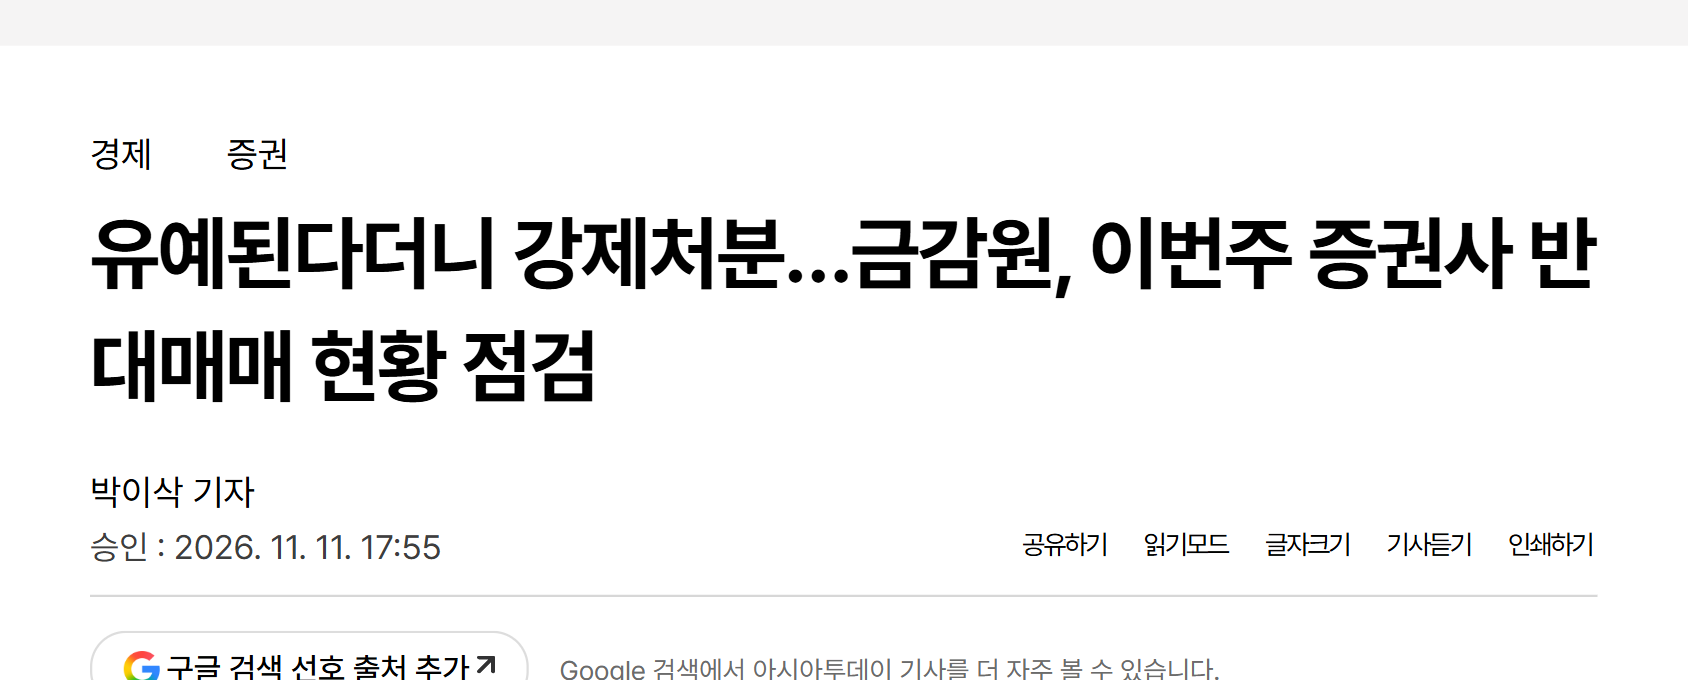 경제 증권
유예된다더니 강제처분…금감원, 이번주 증권사 반
대매매 현황 점검
박이삭 기자
승인 : 2026. 11. 11. 17:55
공유하기 읽기모드 글자크기 기사듣기 인쇄하기
구글 검색 선호 출처 추가
Google 검색에서 아시아투데이 기사를 더 자주 볼 수 있습니다.